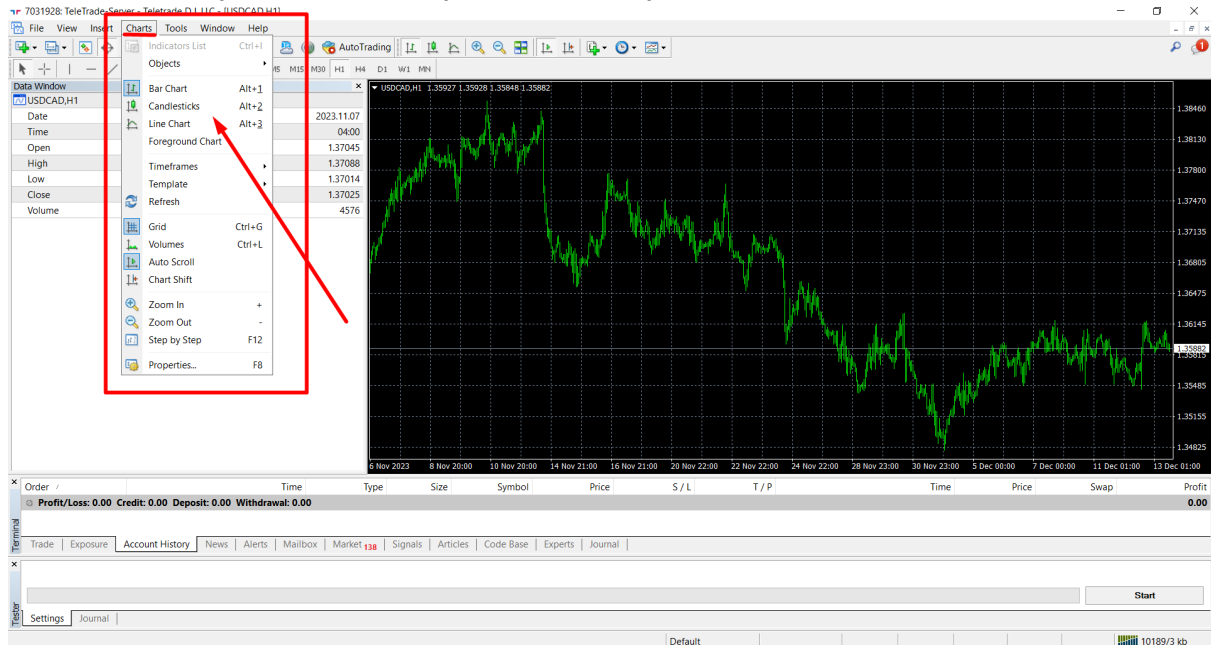 7031928: TeleTrade-Server - Teletrade D.J. LLC - [USDCAD,H1]
File View Insert Charts Tools Window Help
AutoTrading
M15 M30 H1 H4 D1 W1 MN
Data Window
USDCAD,H1
Date 2023.11.07
Time 04:00
Open 1.37045
High 1.37088
Low 1.37014
Close 1.37025
Volume 4576
Indicators List Ctrl+I
Objects
Bar Chart Alt+1
Candlesticks Alt+2
Line Chart Alt+3
Foreground Chart
Timeframes
Template
Refresh
Grid Ctrl+G
Volumes Ctrl+L
Auto Scroll
Chart Shift
Zoom In +
Zoom Out -
Step by Step F12
Properties... F8
USDCAD,H1 1.35927 1.35928 1.35848 1.35882
1.38460
1.38130
1.37800
1.37470
1.37135
1.36805
1.36475
1.36145
1.35882
1.35815
1.35485
1.35155
1.34825
6 Nov 2023 8 Nov 20:00 10 Nov 20:00 14 Nov 21:00 16 Nov 21:00 20 Nov 22:00 22 Nov 22:00 24 Nov 22:00 28 Nov 23:00 30 Nov 23:00 5 Dec 00:00 7 Dec 00:00 11 Dec 01:00 13 Dec 01:00
Order / Time Type Size Symbol Price S / L T / P Time Price Swap Profit
Profit/Loss: 0.00 Credit: 0.00 Deposit: 0.00 Withdrawal: 0.00 0.00
Terminal
Trade | Exposure Account History News | Alerts | Mailbox | Market 138 | Signals | Articles | Code Base | Experts | Journal |
Start
Tester
Settings Journal |
Default 10189/3 kb